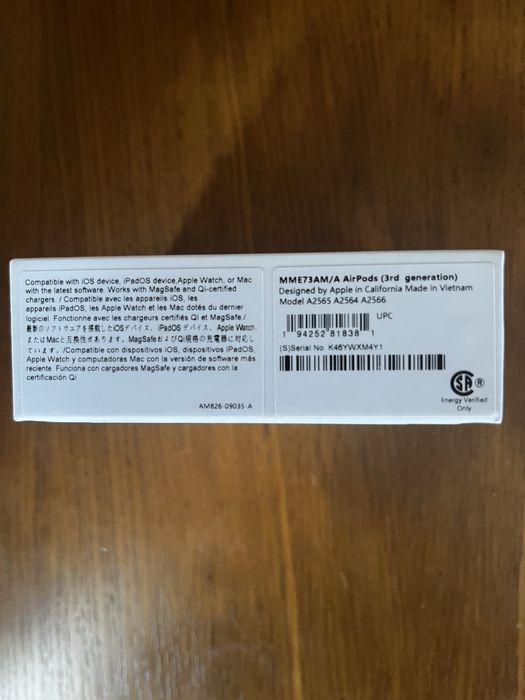 Compatible with iOS device, iPadOS device,Apple Watch, or Mac
with the latest software. Works with MagSafe and Qi-certified
chargers. / Compatible avec les appareils iOS, les
appareils iPadOS, les Apple Watch et les Mac dotés du dernier
logiciel. Fonctionne avec les chargeurs certifiés Qi et MagSafe./
最新のソフトウェアを搭載したiOSデバイス、iPadOS デバイス、Apple Watch.
またはMacと互換性があります。MagSafeおよびQi規格の充電器に対応し
ています。/Compatible con dispositivos iOS, dispositivos iPadOS,
Apple Watch y computadoras Mac con la versión de software más
reciente. Funciona con cargadores MagSafe y cargadores con la
certificación Qi
AM826-09035-A
MME73AM/A AirPods (3rd generation)
Designed by Apple in California Made in Vietnam
Model A2565 A2564 A2566
UPC
1 94252 81838 1
(S)Serial No. K46YWXM4Y1
SA ®
Energy Verified
Only